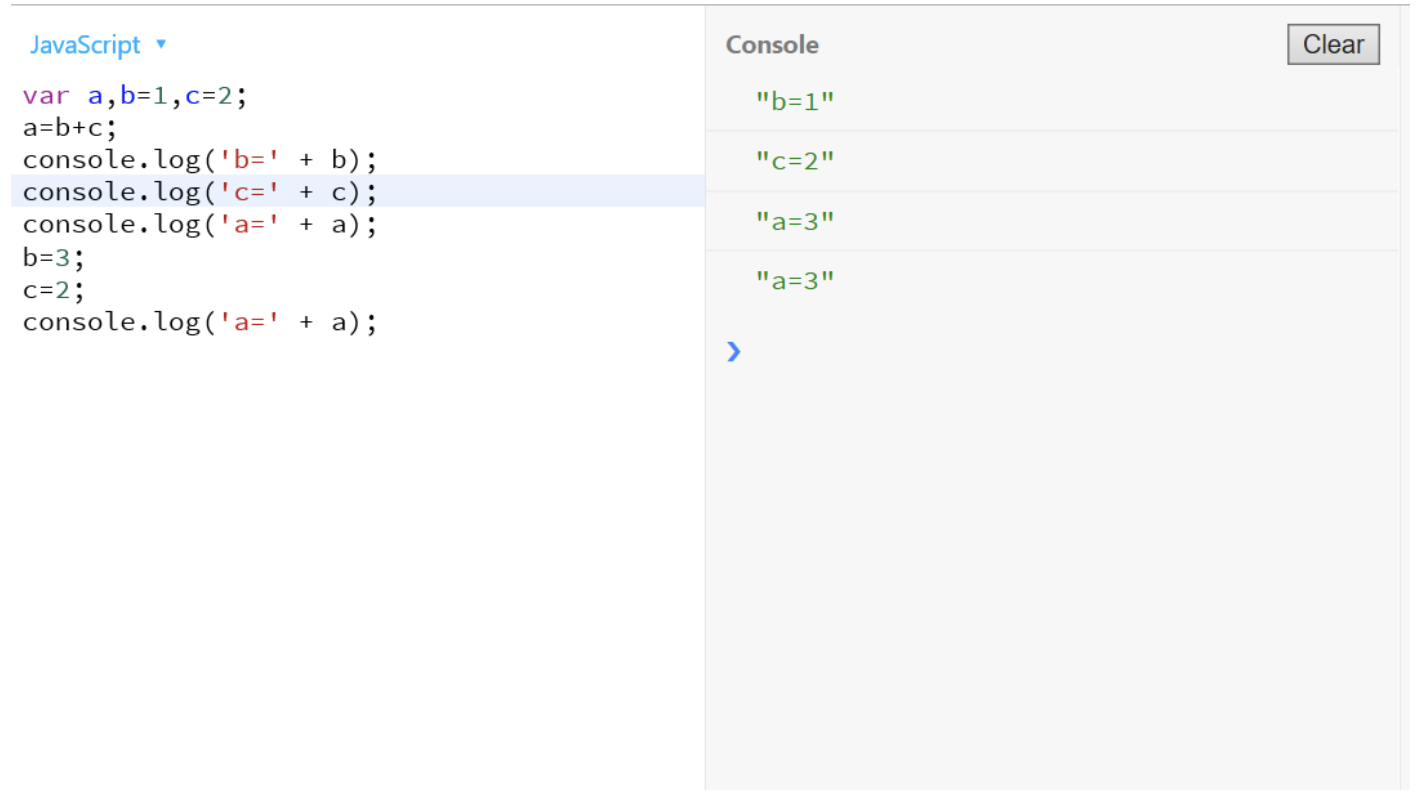 JavaScript ▾
var a,b=1,c=2;
a=b+c;
console.log('b=' + b);
console.log('c=' + c);
console.log('a=' + a);
b=3;
c=2;
console.log('a=' + a);
Console
Clear
"b=1"
"c=2"
"a=3"
"a=3"
❯